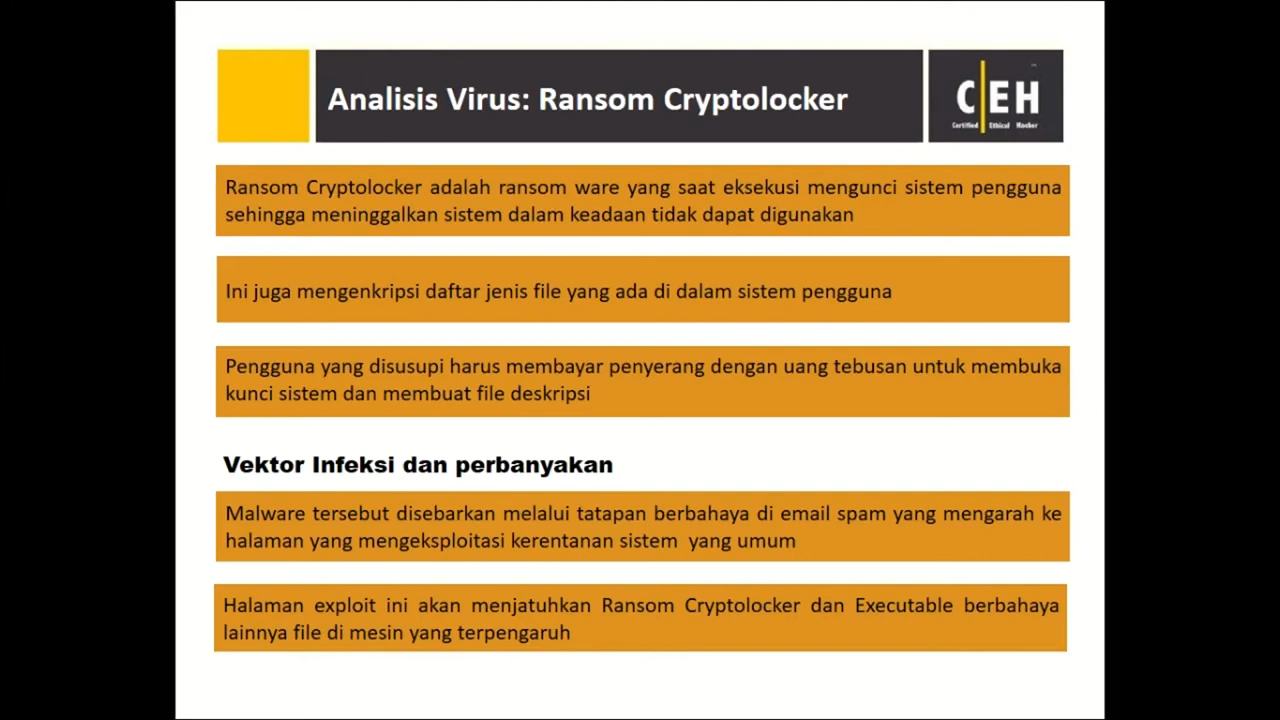 Analisis Virus: Ransom Cryptolocker
C|EH
Certified Ethical Hacker
Ransom Cryptolocker adalah ransom ware yang saat eksekusi mengunci sistem pengguna
sehingga meninggalkan sistem dalam keadaan tidak dapat digunakan
Ini juga mengenkripsi daftar jenis file yang ada di dalam sistem pengguna
Pengguna yang disusupi harus membayar penyerang dengan uang tebusan untuk membuka
kunci sistem dan membuat file deskripsi
Vektor Infeksi dan perbanyakan
Malware tersebut disebarkan melalui tatapan berbahaya di email spam yang mengarah ke
halaman yang mengeksploitasi kerentanan sistem yang umum
Halaman exploit ini akan menjatuhkan Ransom Cryptolocker dan Executable berbahaya
lainnya file di mesin yang terpengaruh